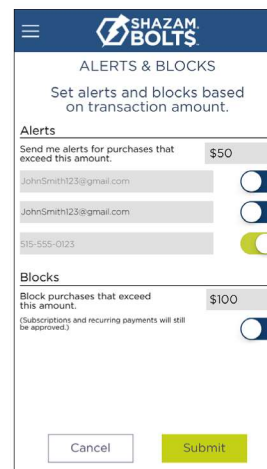 SHAZAM.
BOLT$.
ALERTS & BLOCKS
Set alerts and blocks based
on transaction amount.
Alerts
Send me alerts for purchases that
exceed this amount.
$50
JohnSmith123@gmail.com
JohnSmith123@gmail.com
515-555-0123
Blocks
Block purchases that exceed
this amount.
$100
(Subscriptions and recurring payments will still
be approved.)
Cancel
Submit